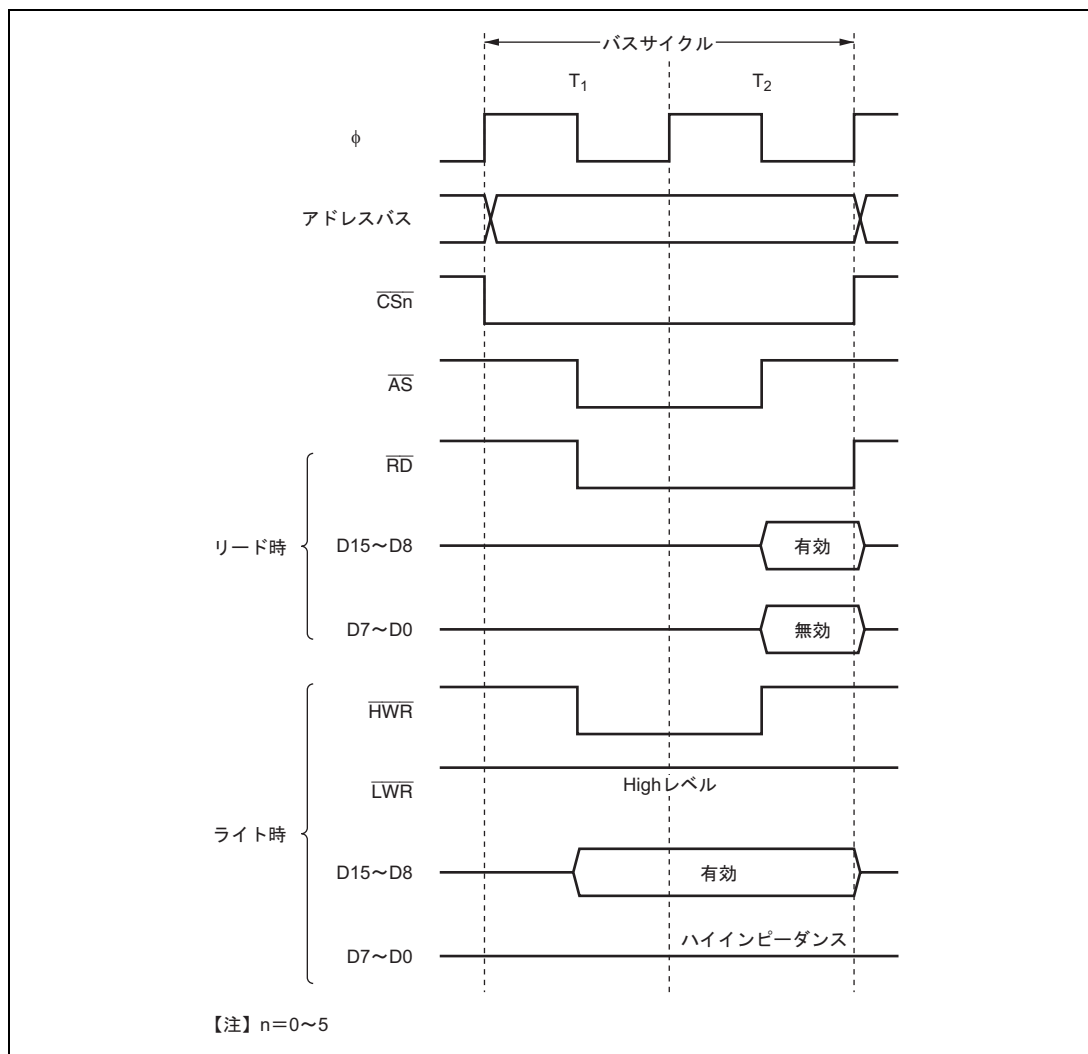 バスサイクル
T1 T2
φ
アドレスバス
CSn
AS
RD
リード時
D15〜D8 有効
D7〜D0 無効
HWR
LWR Highレベル
ライト時
D15〜D8 有効
D7〜D0 ハイインピーダンス
【注】n＝0〜5